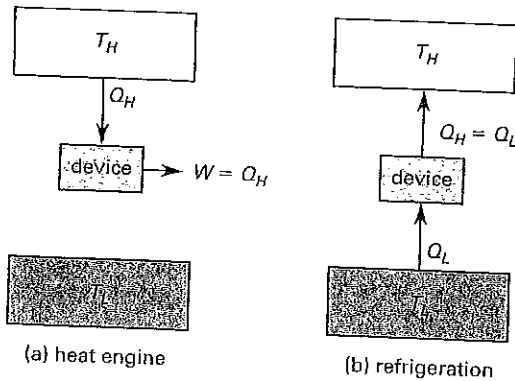 T_H
Q_H
device
W = Q_H
T_L
(a) heat engine
T_H
Q_H = Q_L
device
Q_L
(b) refrigeration